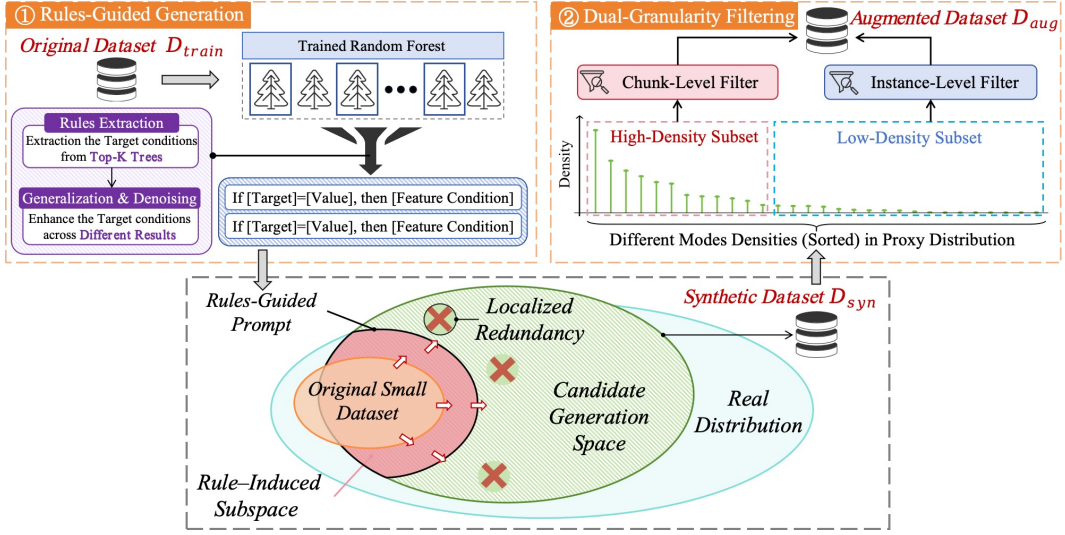 ① Rules-Guided Generation
Original Dataset D_train
Trained Random Forest
Rules Extraction
Extraction the Target conditions
from Top-K Trees
Generalization & Denoising
Enhance the Target conditions
across Different Results
If [Target]=[Value], then [Feature Condition]
If [Target]=[Value], then [Feature Condition]
② Dual-Granularity Filtering
Augmented Dataset D_aug
Chunk-Level Filter
Instance-Level Filter
Density
High-Density Subset
Low-Density Subset
Different Modes Densities (Sorted) in Proxy Distribution
Rules-Guided
Prompt
Localized
Redundancy
Synthetic Dataset D_syn
Original Small
Dataset
Candidate
Generation
Space
Real
Distribution
Rule–Induced
Subspace